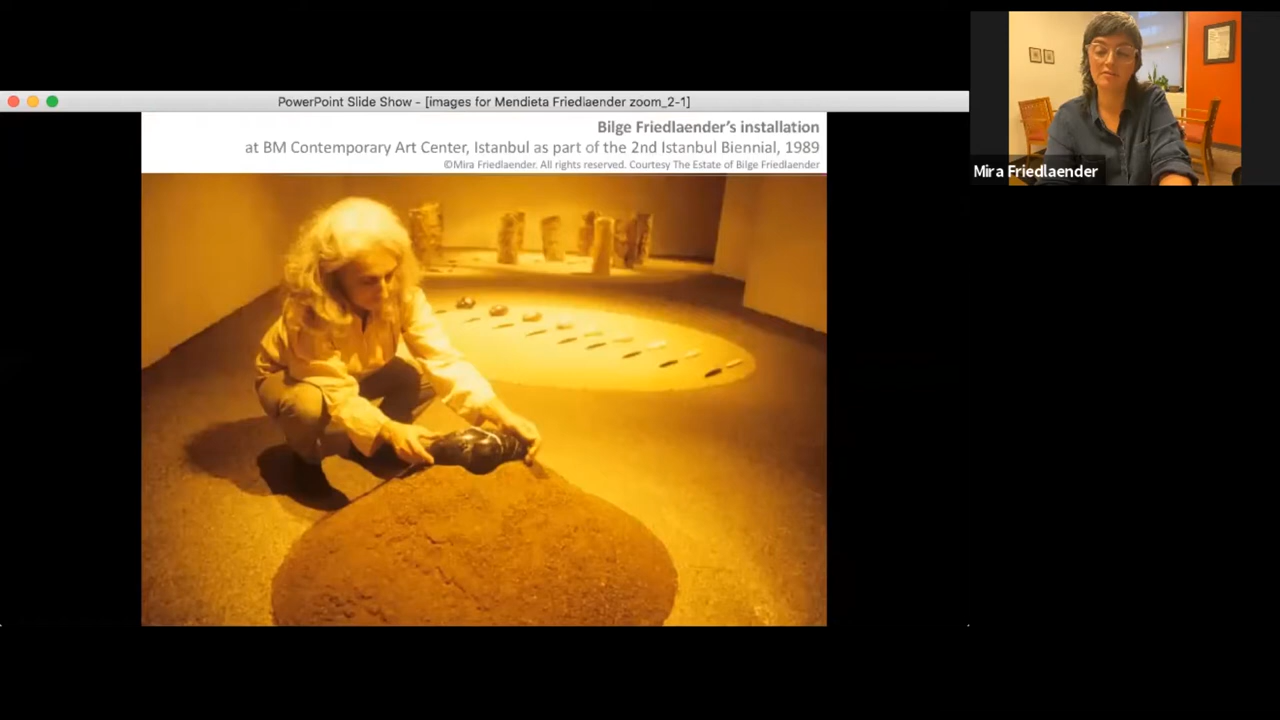 PowerPoint Slide Show - [images for Mendieta Friedlaender zoom_2-1]
Bilge Friedlaender's installation
at BM Contemporary Art Center, Istanbul as part of the 2nd Istanbul Biennial, 1989
©Mira Friedlaender. All rights reserved. Courtesy The Estate of Bilge Friedlaender
Mira Friedlaender